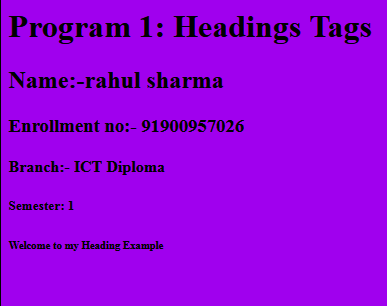 Program 1: Headings Tags
Name:-rahul sharma
Enrollment no:- 91900957026
Branch:- ICT Diploma
Semester: 1
Welcome to my Heading Example